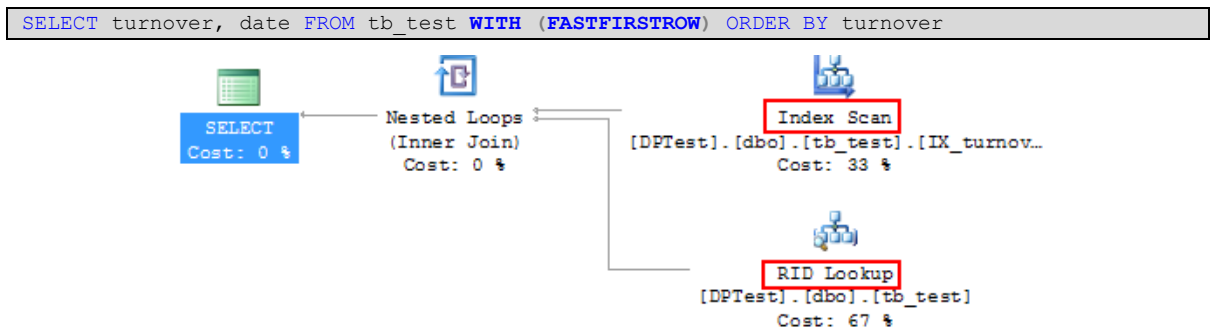 SELECT turnover, date FROM tb_test WITH (FASTFIRSTROW) ORDER BY turnover
SELECT
Cost: 0 %
Nested Loops
(Inner Join)
Cost: 0 %
Index Scan
[DPTest].[dbo].[tb_test].[IX_turnov…
Cost: 33 %
RID Lookup
[DPTest].[dbo].[tb_test]
Cost: 67 %